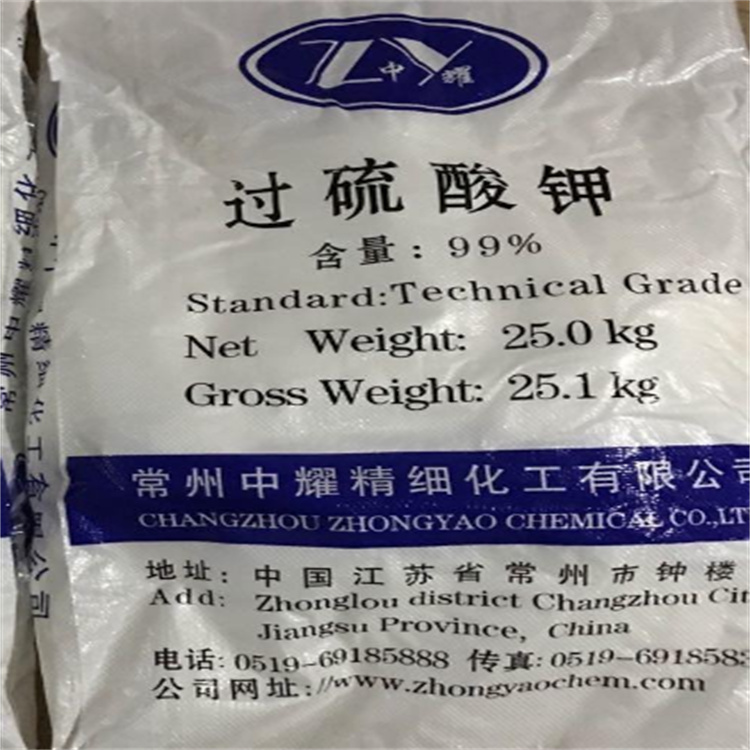 中耀
过硫酸钾
含量：99%
Standard:Technical Grade
Net Weight: 25.0 kg
Gross Weight: 25.1 kg
常州中耀精细化工有限公司
CHANGZHOU ZHONGYAO CHEMICAL CO.,LT
地址：中国江苏省常州市钟楼
Add: Zhonglou district Changzhou Cit
Jiangsu Province, China
电话: 0519-69185888 传真: 0519-6918583
公司网址://www.zhongyaochem.com